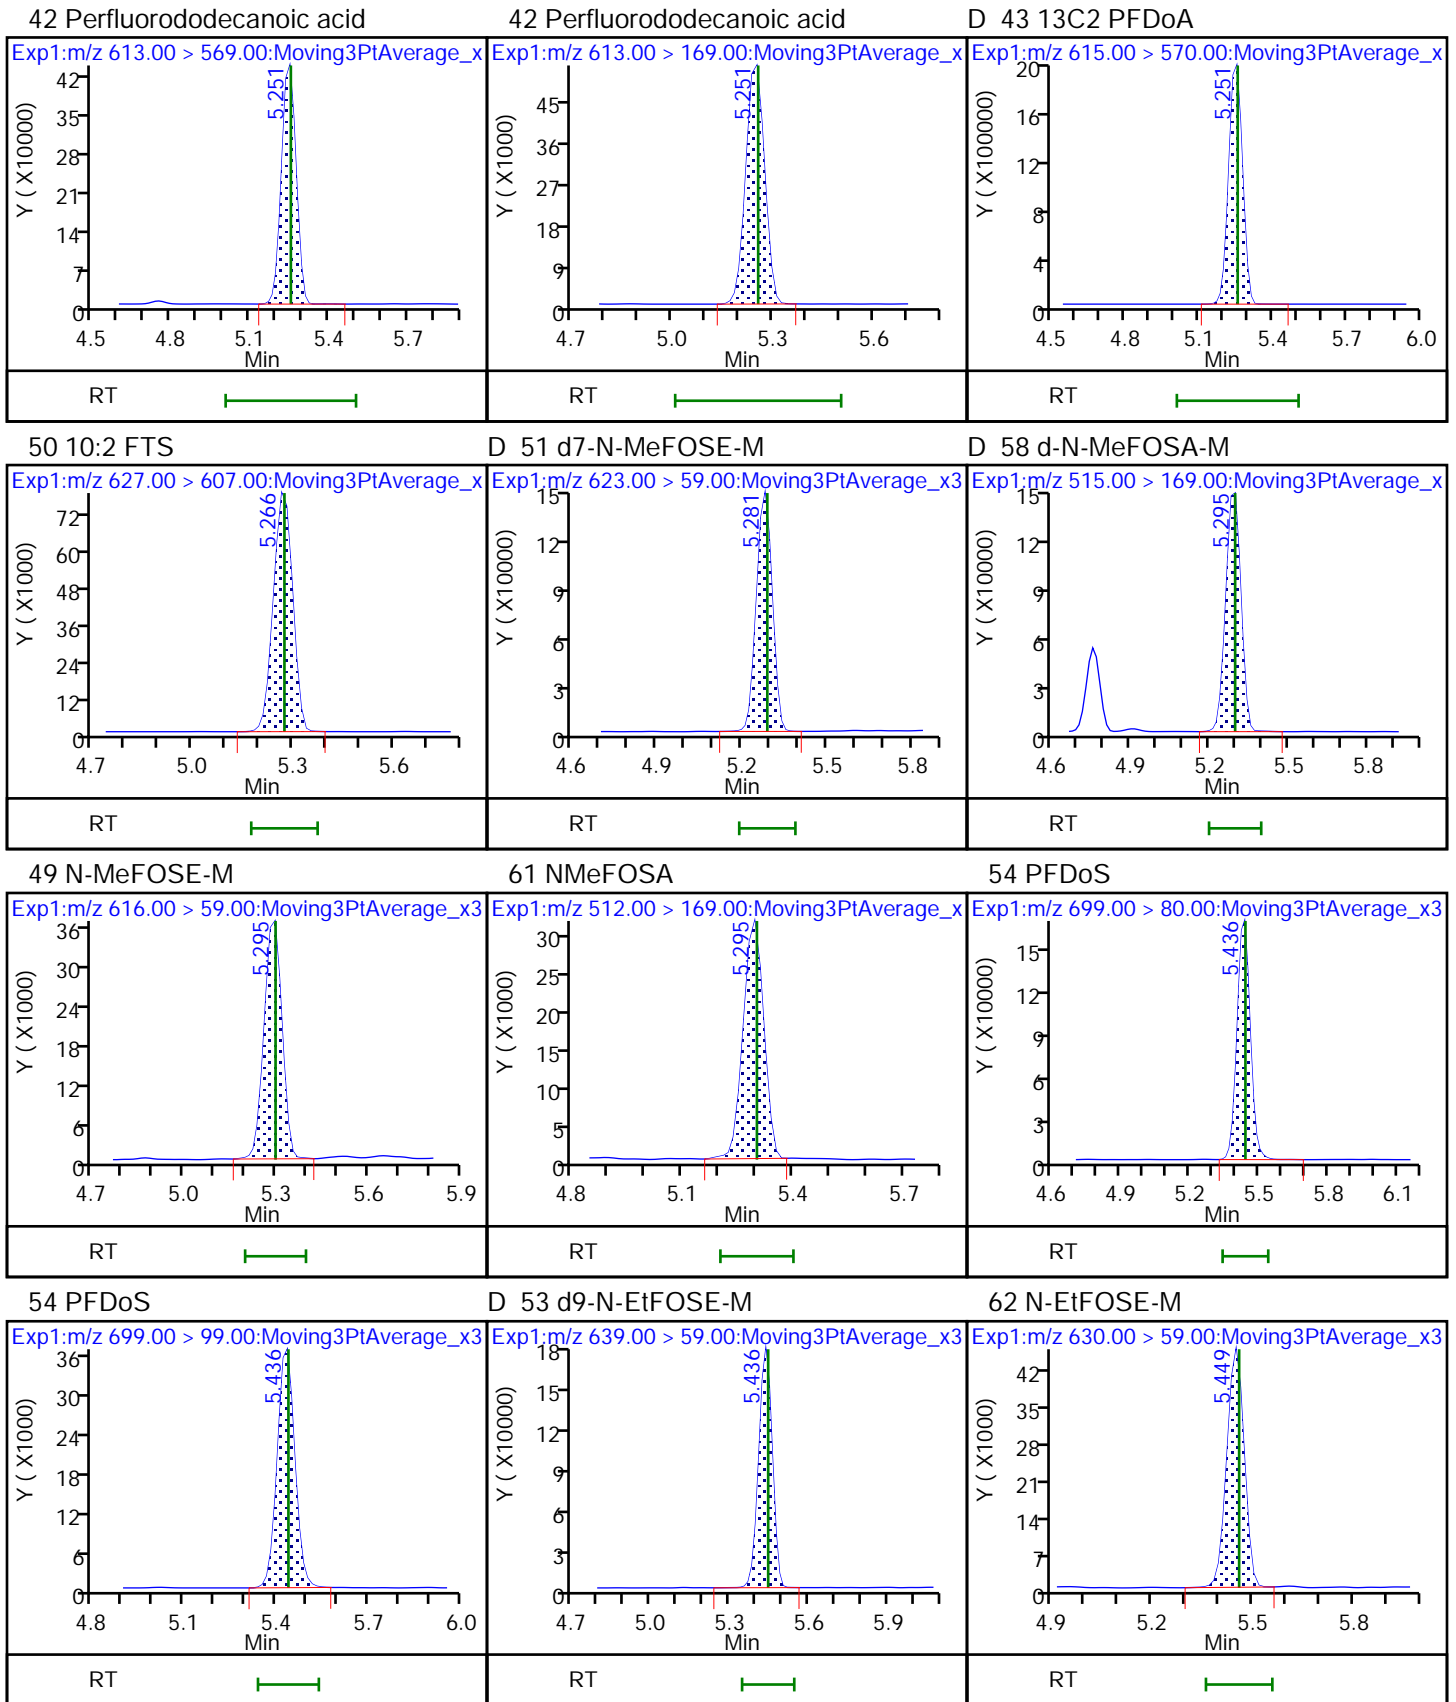 42 Perfluorododecanoic acid
Exp1:m/z 613.00 > 569.00:Moving3PtAverage_x
Y ( X10000)
42
35
28
21
14
7
0
5.251
4.5 4.8 5.1 5.4 5.7
Min
RT
42 Perfluorododecanoic acid
Exp1:m/z 613.00 > 169.00:Moving3PtAverage_x
Y ( X1000)
45
36
27
18
9
0
5.251
4.7 5.0 5.3 5.6
Min
RT
D 43 13C2 PFDoA
Exp1:m/z 615.00 > 570.00:Moving3PtAverage_x
Y ( X100000)
20
16
12
8
4
0
5.251
4.5 4.8 5.1 5.4 5.7 6.0
Min
RT
50 10:2 FTS
Exp1:m/z 627.00 > 607.00:Moving3PtAverage_x
Y ( X1000)
72
60
48
36
24
12
0
5.266
4.7 5.0 5.3 5.6
Min
RT
D 51 d7-N-MeFOSE-M
Exp1:m/z 623.00 > 59.00:Moving3PtAverage_x3
Y ( X10000)
15
12
9
6
3
0
5.281
4.6 4.9 5.2 5.5 5.8
Min
RT
D 58 d-N-MeFOSA-M
Exp1:m/z 515.00 > 169.00:Moving3PtAverage_x
Y ( X10000)
15
12
9
6
3
0
5.295
4.6 4.9 5.2 5.5 5.8
Min
RT
49 N-MeFOSE-M
Exp1:m/z 616.00 > 59.00:Moving3PtAverage_x3
Y ( X1000)
36
30
24
18
12
6
0
5.295
4.7 5.0 5.3 5.6 5.9
Min
RT
61 NMeFOSA
Exp1:m/z 512.00 > 169.00:Moving3PtAverage_x
Y ( X1000)
30
25
20
15
10
5
0
5.295
4.8 5.1 5.4 5.7
Min
RT
54 PFDoS
Exp1:m/z 699.00 > 80.00:Moving3PtAverage_x3
Y ( X10000)
15
12
9
6
3
0
5.436
4.6 4.9 5.2 5.5 5.8 6.1
Min
RT
54 PFDoS
Exp1:m/z 699.00 > 99.00:Moving3PtAverage_x3
Y ( X1000)
36
30
24
18
12
6
0
5.436
4.8 5.1 5.4 5.7 6.0
Min
RT
D 53 d9-N-EtFOSE-M
Exp1:m/z 639.00 > 59.00:Moving3PtAverage_x3
Y ( X10000)
18
15
12
9
6
3
0
5.436
4.7 5.0 5.3 5.6 5.9
Min
RT
62 N-EtFOSE-M
Exp1:m/z 630.00 > 59.00:Moving3PtAverage_x3
Y ( X1000)
42
35
28
21
14
7
0
5.449
4.9 5.2 5.5 5.8
Min
RT